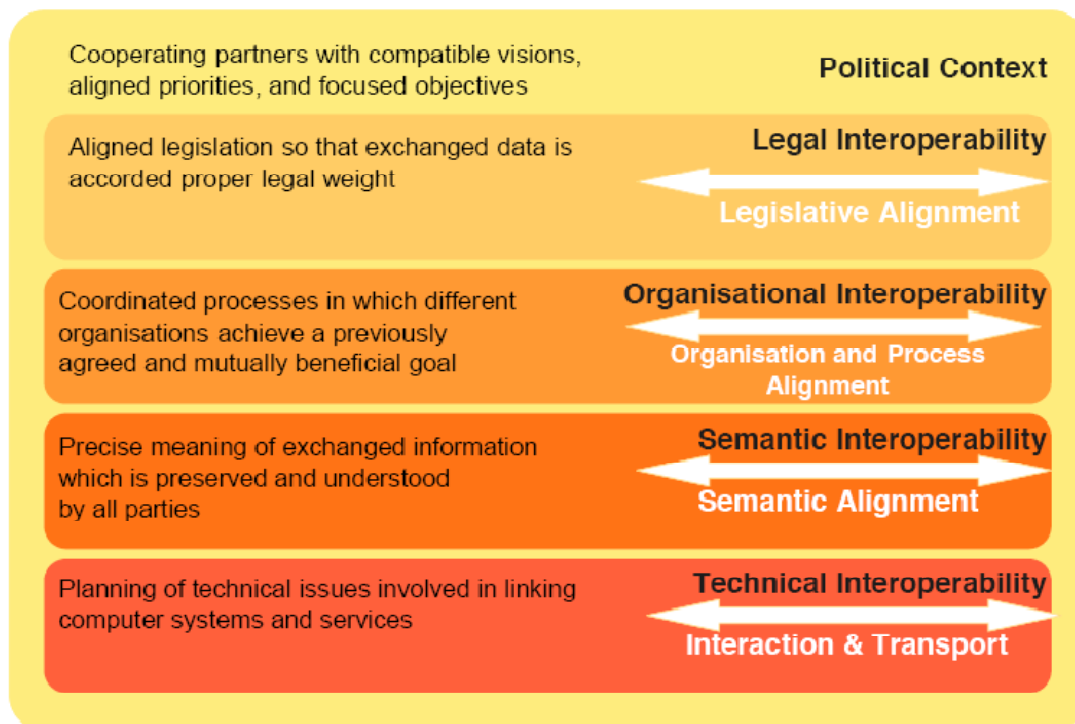 Cooperating partners with compatible visions,
aligned priorities, and focused objectives
Political Context
Aligned legislation so that exchanged data is
accorded proper legal weight
Legal Interoperability
Legislative Alignment
Coordinated processes in which different
organisations achieve a previously
agreed and mutually beneficial goal
Organisational Interoperability
Organisation and Process
Alignment
Precise meaning of exchanged information
which is preserved and understood
by all parties
Semantic Interoperability
Semantic Alignment
Planning of technical issues involved in linking
computer systems and services
Technical Interoperability
Interaction & Transport